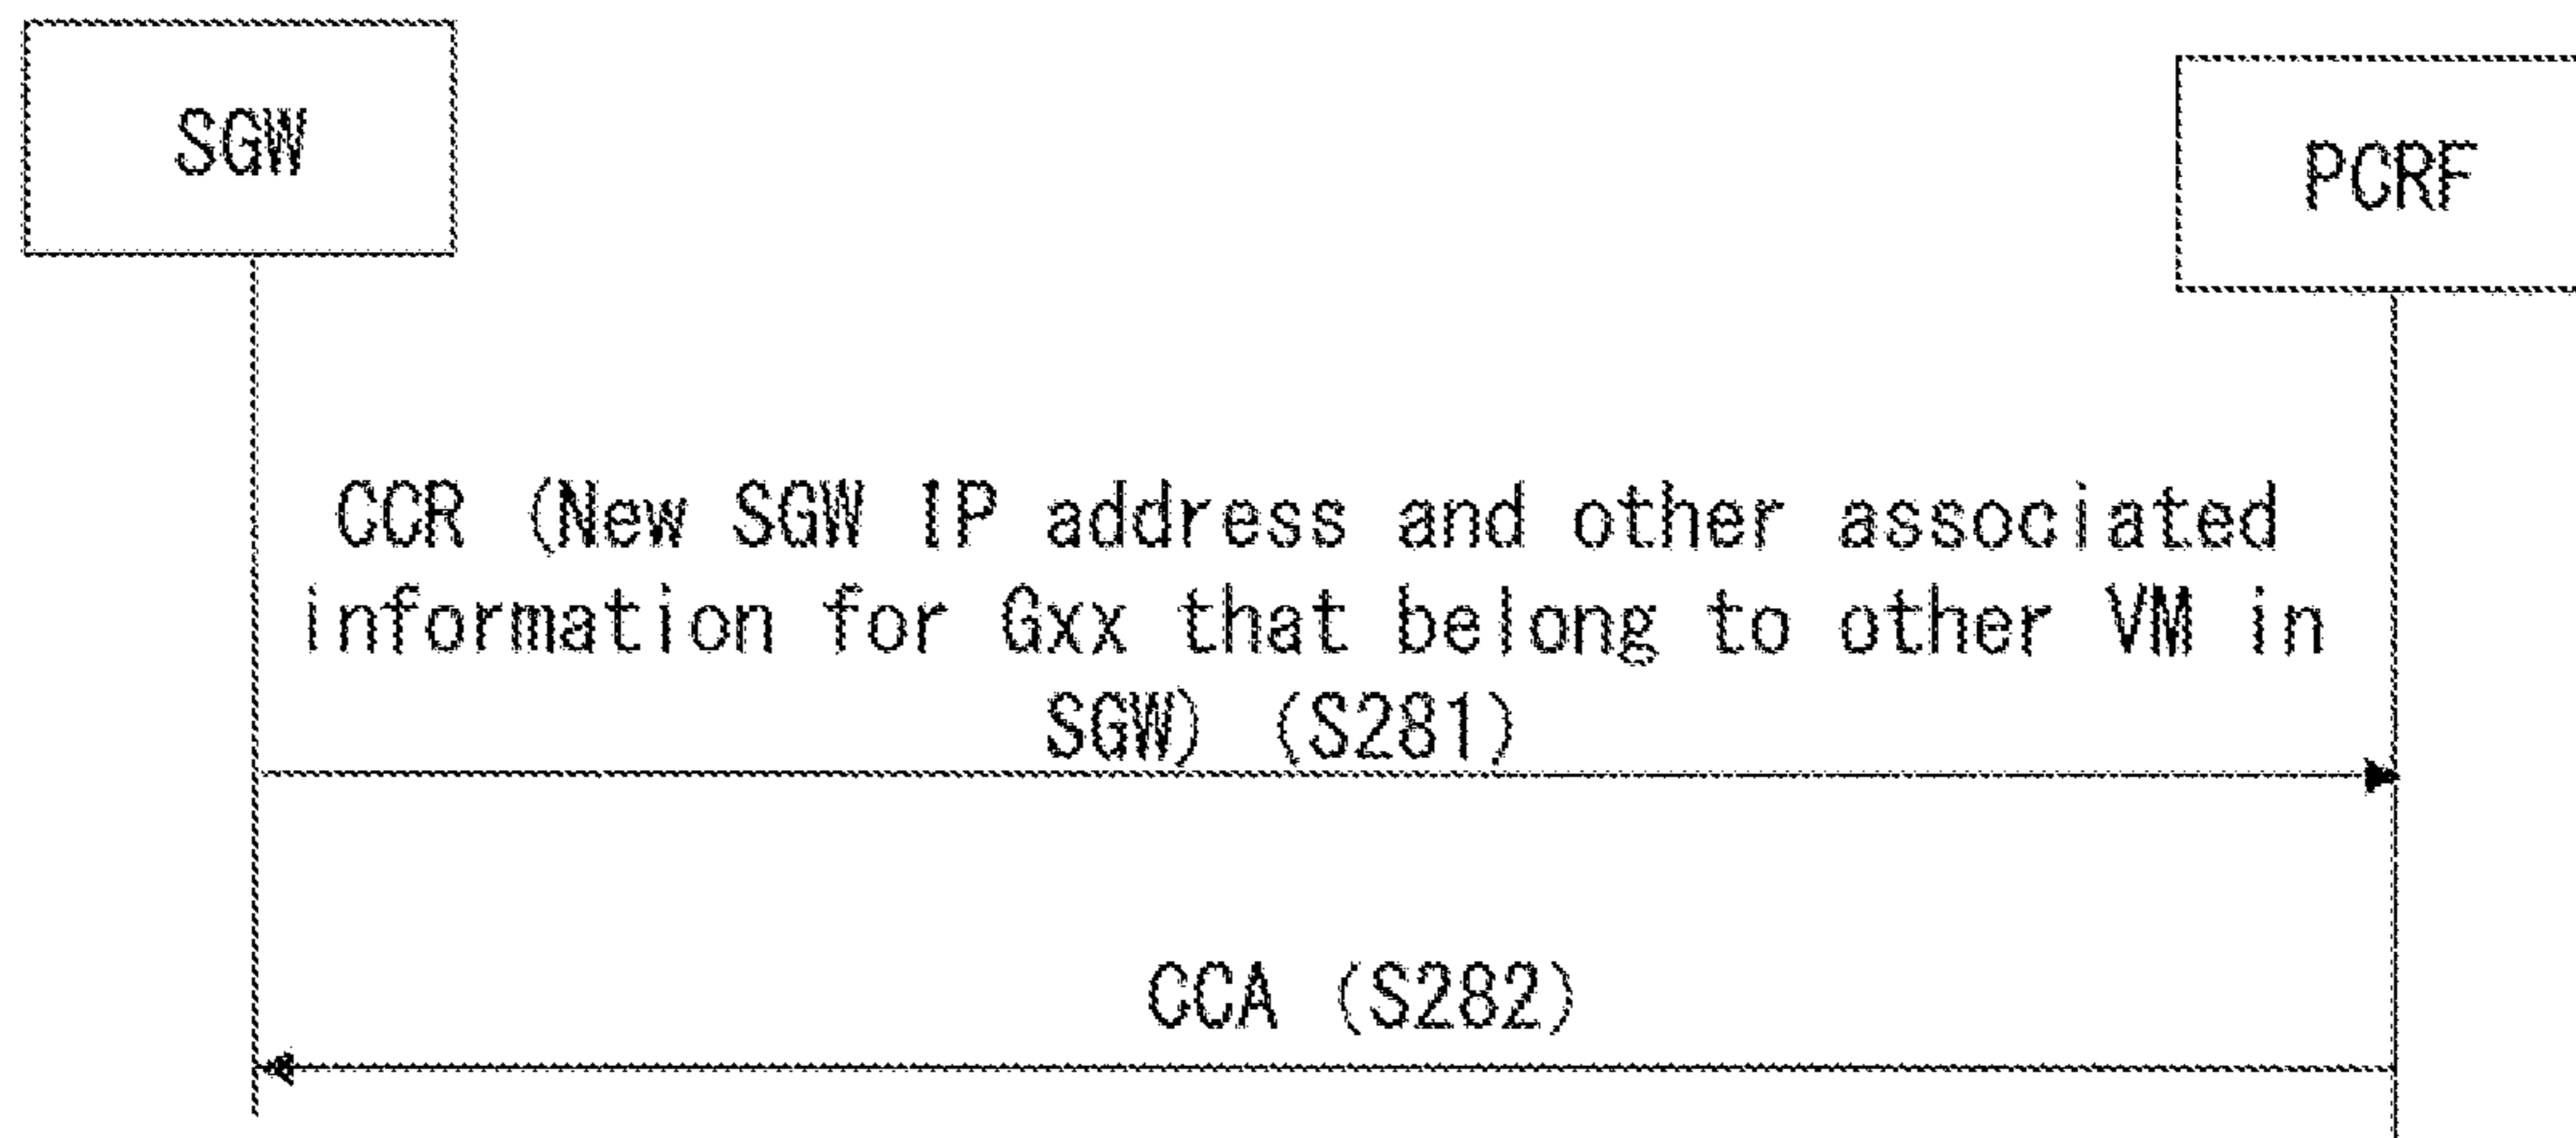 SGW
PCRF
CCR (New SGW IP address and other associated
information for Gxx that belong to other VM in
SGW) (S281)
CCA (S282)